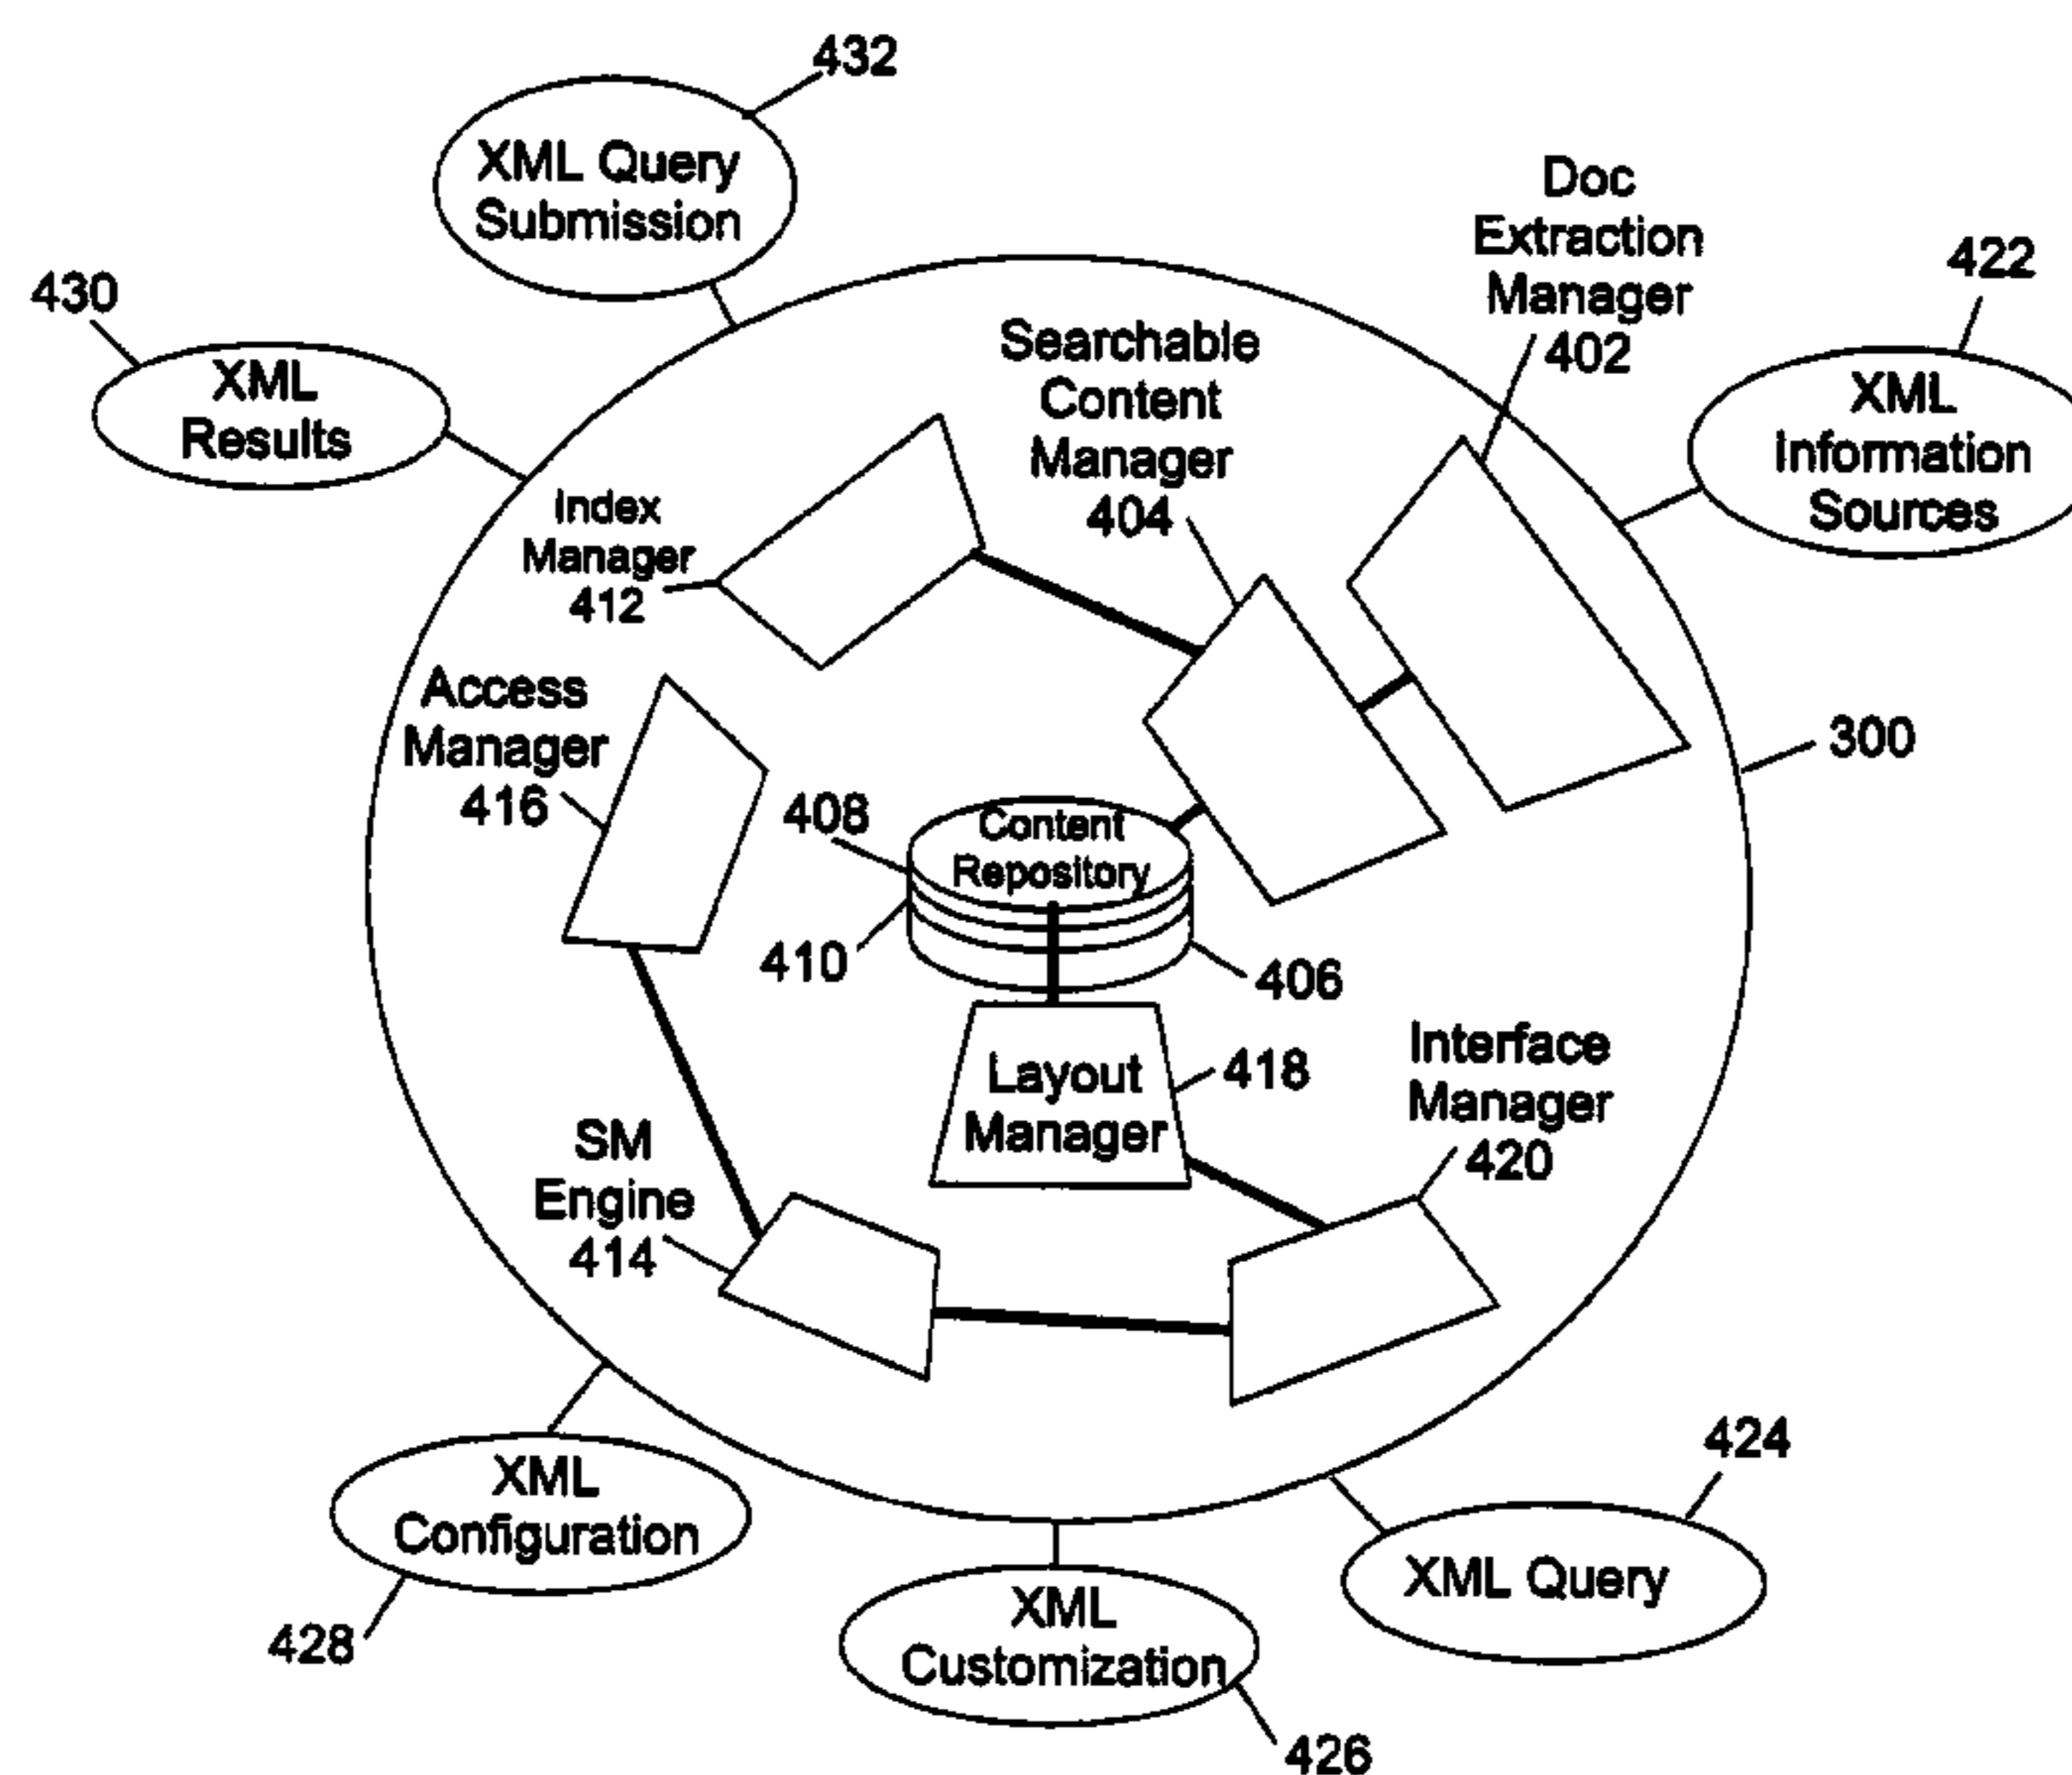 432
XML Query
Submission
Doc
Extraction
Manager
402
422
XML
Information
Sources
430
XML
Results
Searchable
Content
Manager
404
Index
Manager
412
Access
Manager
416
300
408
Content
Repository
410
406
Layout
Manager
418
Interface
Manager
420
SM
Engine
414
424
XML Query
XML
Configuration
428
XML
Customization
426